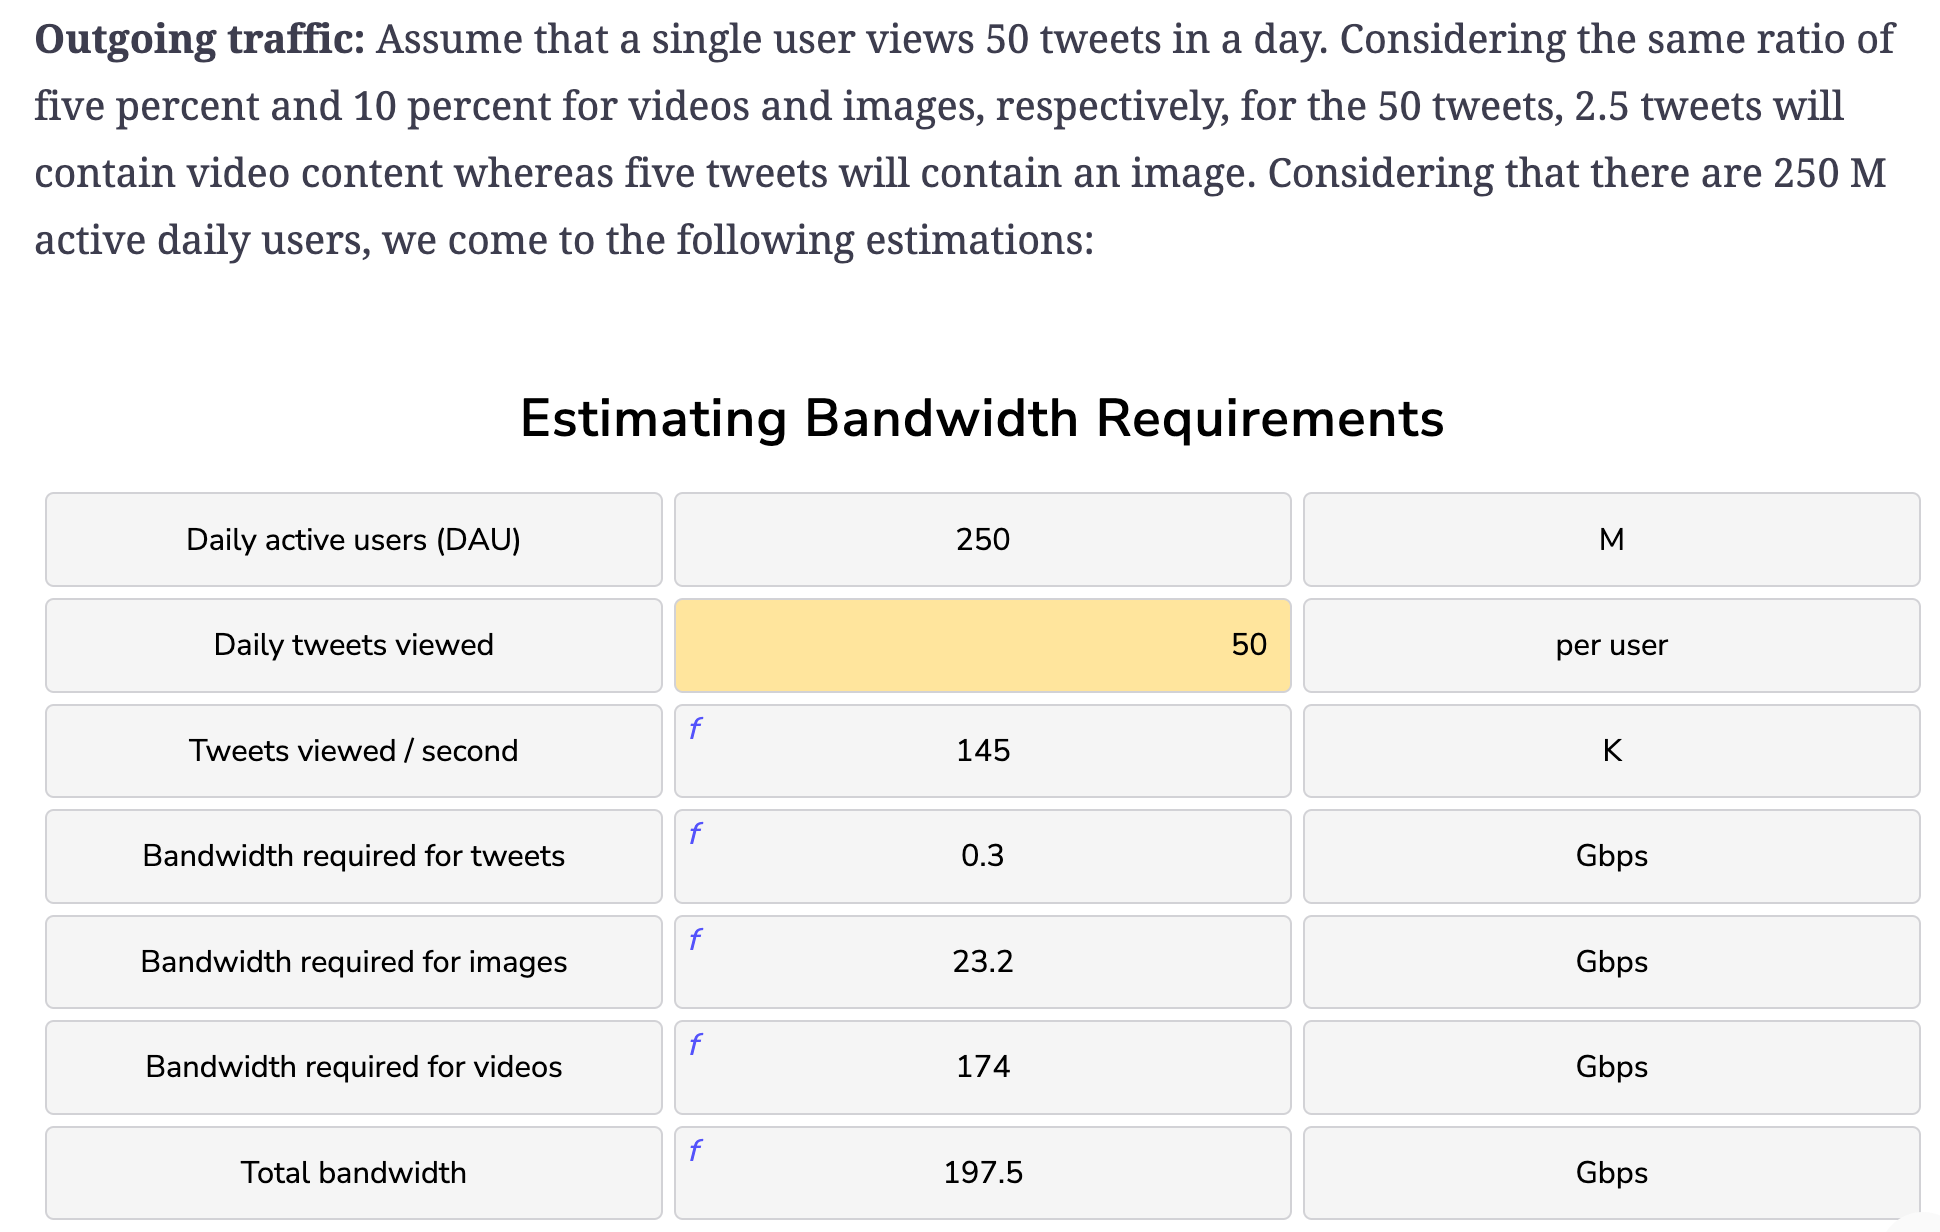 Outgoing traffic: Assume that a single user views 50 tweets in a day. Considering the same ratio of
five percent and 10 percent for videos and images, respectively, for the 50 tweets, 2.5 tweets will
contain video content whereas five tweets will contain an image. Considering that there are 250 M
active daily users, we come to the following estimations:
Estimating Bandwidth Requirements
Daily active users (DAU) 250 M
Daily tweets viewed 50 per user
Tweets viewed / second f 145 K
Bandwidth required for tweets f 0.3 Gbps
Bandwidth required for images f 23.2 Gbps
Bandwidth required for videos f 174 Gbps
Total bandwidth f 197.5 Gbps